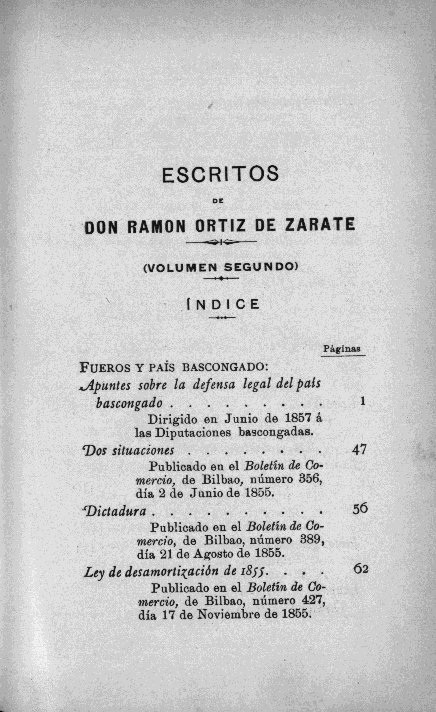 ESCRITOS
DE
DON RAMON ORTIZ DE ZARATE
(VOLUMEN SEGUNDO)
ÍNDICE
Páginas
FUEROS Y PAÍS BASCONGADO:
Apuntes sobre la defensa legal del país
bascongado . . . . . . . . . 1
Dirigido en Junio de 1857 á
las Diputaciones bascongadas.
Dos situaciones . . . . . . . . 47
Publicado en el Boletín de Co-
mercio, de Bilbao, número 356,
día 2 de Junio de 1855.
Dictadura . . . . . . . . . . 56
Publicado en el Boletín de Co-
mercio, de Bilbao, número 389,
día 21 de Agosto de 1855.
Ley de desamortización de 1855. . . . 62
Publicado en el Boletín de Co-
mercio, de Bilbao, número 427,
día 17 de Noviembre de 1855.